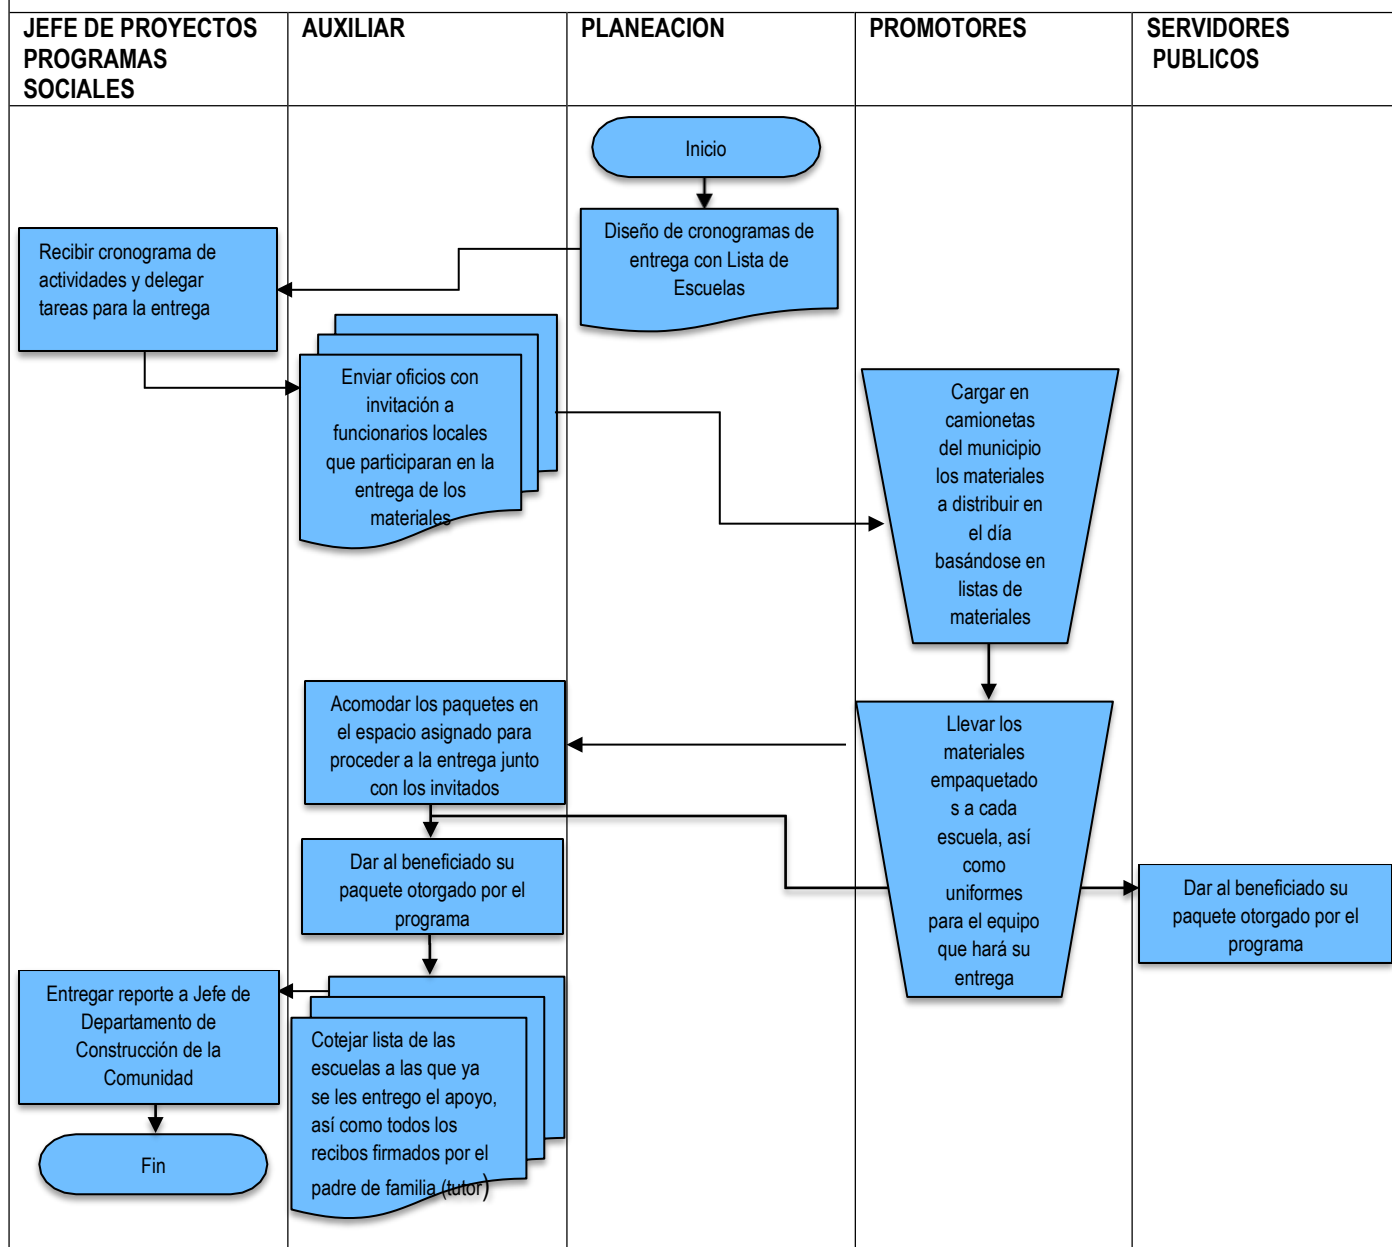 JEFE DE PROYECTOS
PROGRAMAS
SOCIALES
AUXILIAR
PLANEACION
PROMOTORES
SERVIDORES
PUBLICOS
Inicio
Diseño de cronogramas de
entrega con Lista de
Escuelas
Recibir cronograma de
actividades y delegar
tareas para la entrega
Enviar oficios con
invitación a
funcionarios locales
que participaran en la
entrega de los
materiales
Cargar en
camionetas
del municipio
los materiales
a distribuir en
el día
basándose en
listas de
materiales
Llevar los
materiales
empaquetado
s a cada
escuela, así
como
uniformes
para el equipo
que hará su
entrega
Acomodar los paquetes en
el espacio asignado para
proceder a la entrega junto
con los invitados
Dar al beneficiado su
paquete otorgado por el
programa
Dar al beneficiado su
paquete otorgado por el
programa
Cotejar lista de las
escuelas a las que ya
se les entrego el apoyo,
así como todos los
recibos firmados por el
padre de familia (tutor)
Entregar reporte a Jefe de
Departamento de
Construcción de la
Comunidad
Fin